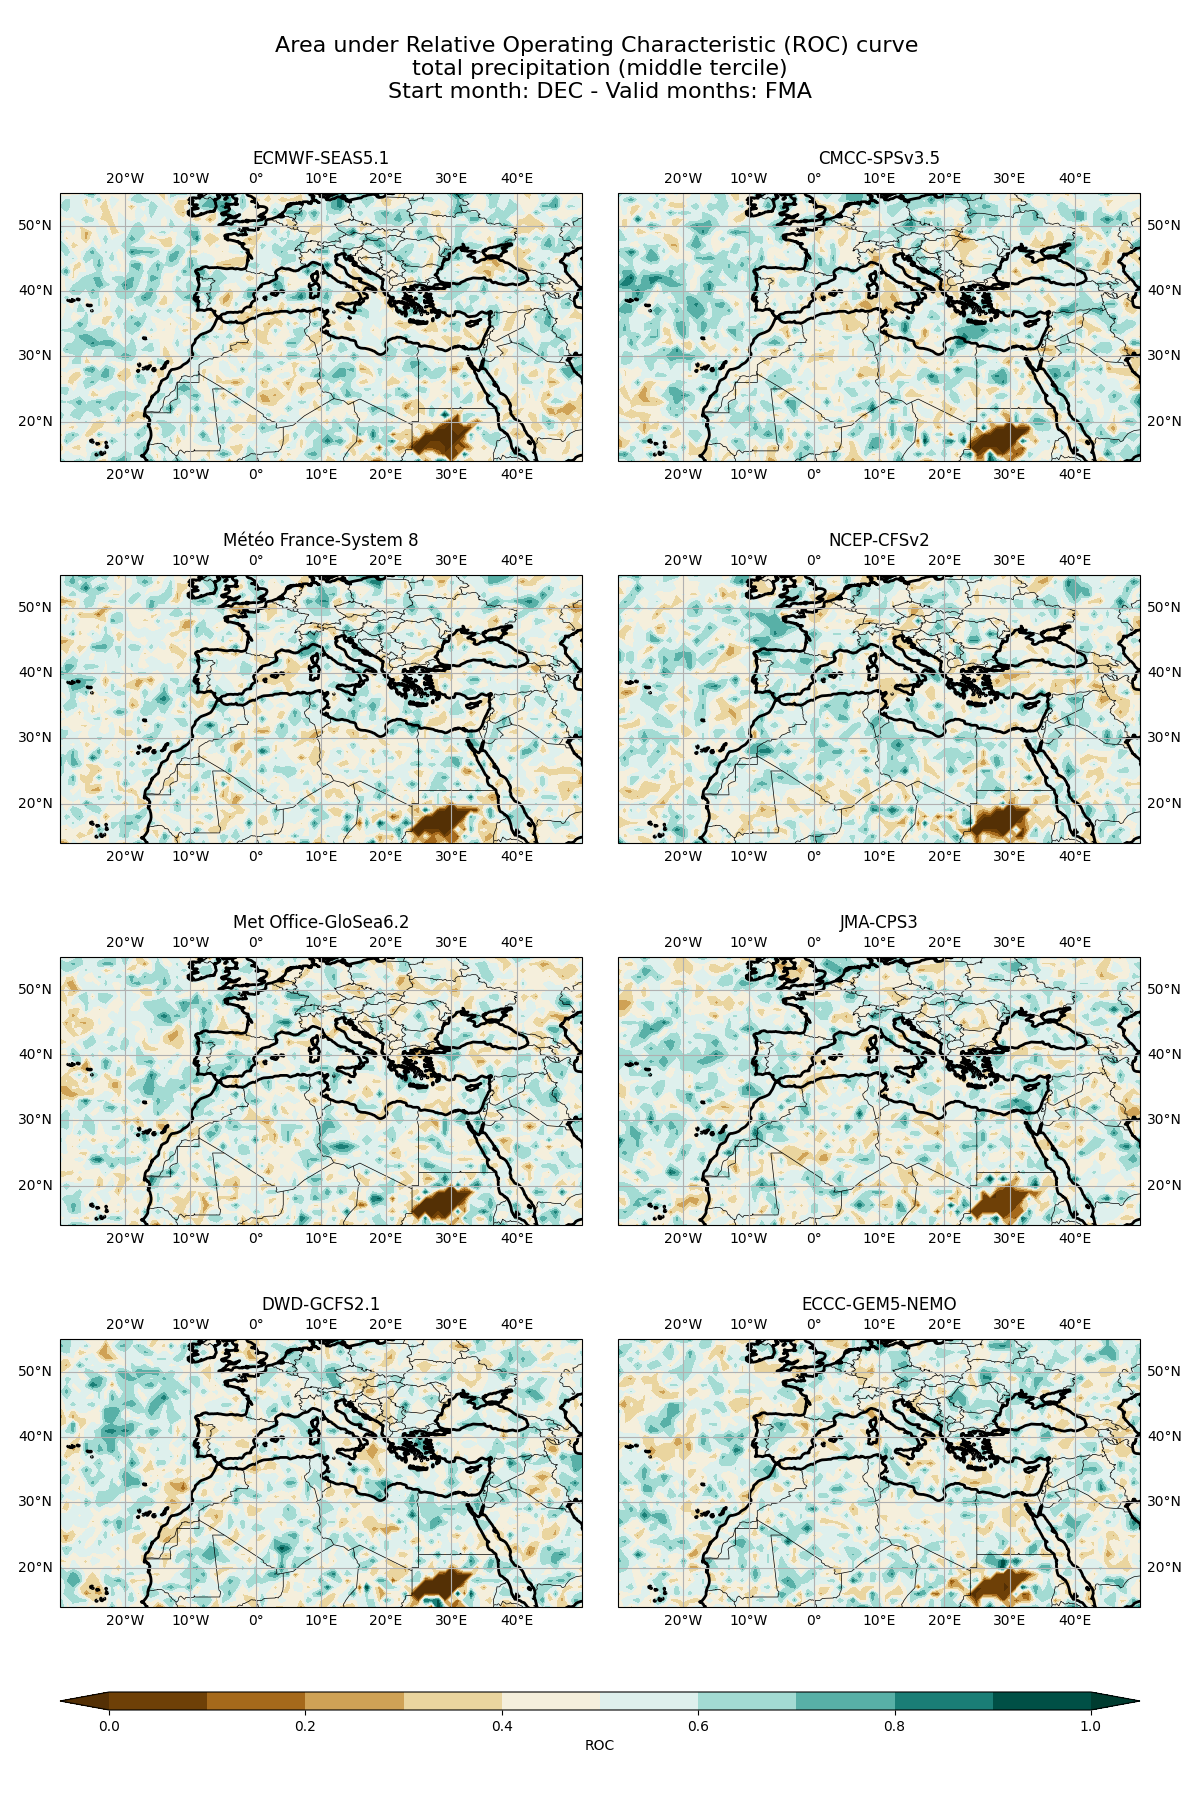 Area under Relative Operating Characteristic (ROC) curve
total precipitation (middle tercile)
Start month: DEC - Valid months: FMA
ECMWF-SEAS5.1
20°W 10°W 0° 10°E 20°E 30°E 40°E
50°N
40°N
30°N
20°N
20°W 10°W 0° 10°E 20°E 30°E 40°E
CMCC-SPSv3.5
20°W 10°W 0° 10°E 20°E 30°E 40°E
50°N
40°N
30°N
20°N
20°W 10°W 0° 10°E 20°E 30°E 40°E
Météo France-System 8
20°W 10°W 0° 10°E 20°E 30°E 40°E
50°N
40°N
30°N
20°N
20°W 10°W 0° 10°E 20°E 30°E 40°E
NCEP-CFSv2
20°W 10°W 0° 10°E 20°E 30°E 40°E
50°N
40°N
30°N
20°N
20°W 10°W 0° 10°E 20°E 30°E 40°E
Met Office-GloSea6.2
20°W 10°W 0° 10°E 20°E 30°E 40°E
50°N
40°N
30°N
20°N
20°W 10°W 0° 10°E 20°E 30°E 40°E
JMA-CPS3
20°W 10°W 0° 10°E 20°E 30°E 40°E
50°N
40°N
30°N
20°N
20°W 10°W 0° 10°E 20°E 30°E 40°E
DWD-GCFS2.1
20°W 10°W 0° 10°E 20°E 30°E 40°E
50°N
40°N
30°N
20°N
20°W 10°W 0° 10°E 20°E 30°E 40°E
ECCC-GEM5-NEMO
20°W 10°W 0° 10°E 20°E 30°E 40°E
50°N
40°N
30°N
20°N
20°W 10°W 0° 10°E 20°E 30°E 40°E
0.0 0.2 0.4 0.6 0.8 1.0
ROC